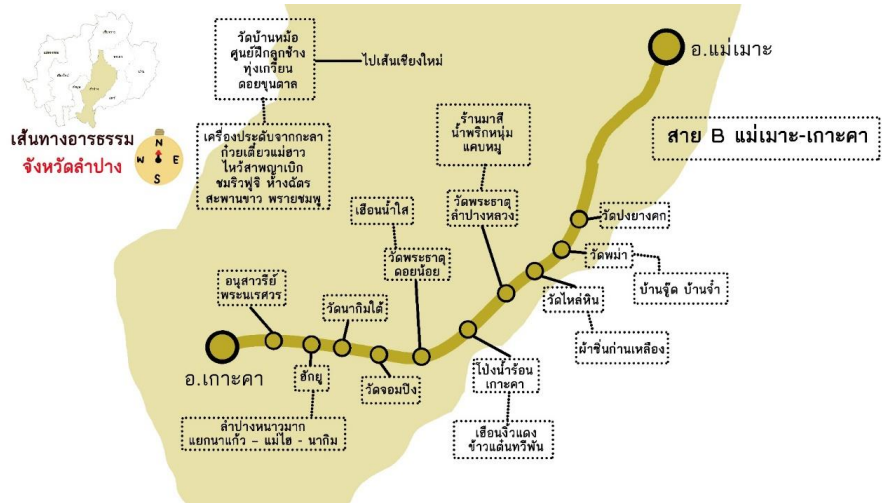 เส้นทางอารธรรม
จังหวัดลำปาง
N
W E
S
วัดบ้านหม้อ
ศูนย์ฝึกลูกช้าง
ทุ่งเกวียน
ดอยขุนตาล
ไปเส้นเชียงใหม่
เครื่องประดับจากกะลา
ก๋วยเตี๋ยวแม่ฮาว
ไหว้สาพญาเบิก
ชมริวฟูจิ ห้างฉัตร
สะพานขาว พรายชมพู
อ.แม่เมาะ
สาย B แม่เมาะ-เกาะคา
ร้านมาสี
น้ำพริกหนุ่ม
แคบหมู
วัดพระธาตุ
ลำปางหลวง
เฮือนน้ำใส
วัดพระธาตุ
ดอยน้อย
วัดปงยางคก
วัดพม่า
บ้านจู๊ด บ้านจ๋ำ
วัดไหล่หิน
ผ้าซิ่นก่านเหลือง
อนุสาวรีย์
พระนเรศวร
วัดนากิมใต้
อ.เกาะคา
ฮักยู
วัดจอมปิง
โป่งน้ำร้อน
เกาะคา
ลำปางหนาวมาก
แยกนาแก้ว – แม่ไฮ - นากิม
เฮือนงิ้วแดง
ข้าวแต๋นทวีพัน